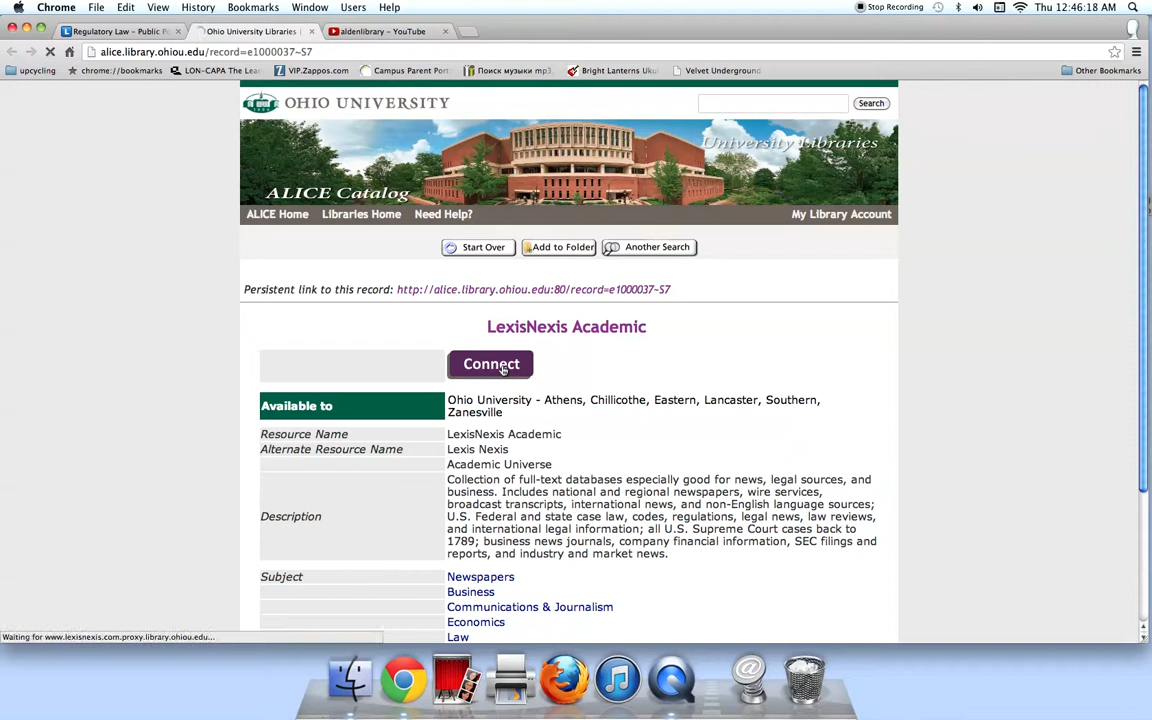 Chrome File Edit View History Bookmarks Window Users Help Stop Recording Thu 12:46:18 AM
Regulatory Law - Public Po Ohio University Libraries | aldenlibrary - YouTube
alice.library.ohiou.edu/record=e1000037~S7
upcycling chrome://bookmarks LON-CAPA The Lea VIP.Zappos.com Campus Parent Port Поиск музыки mp3 Bright Lanterns Uku Velvet Underground Other Bookmarks
OHIO UNIVERSITY Search
University Libraries
ALICE Catalog
ALICE Home Libraries Home Need Help? My Library Account
Start Over Add to Folder Another Search
Persistent link to this record: http://alice.library.ohiou.edu:80/record=e1000037~S7
LexisNexis Academic
Connect
Available to Ohio University - Athens, Chillicothe, Eastern, Lancaster, Southern,
Zanesville
Resource Name LexisNexis Academic
Alternate Resource Name Lexis Nexis
Academic Universe
Collection of full-text databases especially good for news, legal sources, and
business. Includes national and regional newspapers, wire services,
broadcast transcripts, international news, and non-English language sources;
Description U.S. Federal and state case law, codes, regulations, legal news, law reviews,
and international legal information; all U.S. Supreme Court cases back to
1789; business news journals, company financial information, SEC filings and
reports, and industry and market news.
Subject Newspapers
Business
Communications & Journalism
Economics
Law
Waiting for www.lexisnexis.com.proxy.library.ohiou.edu...